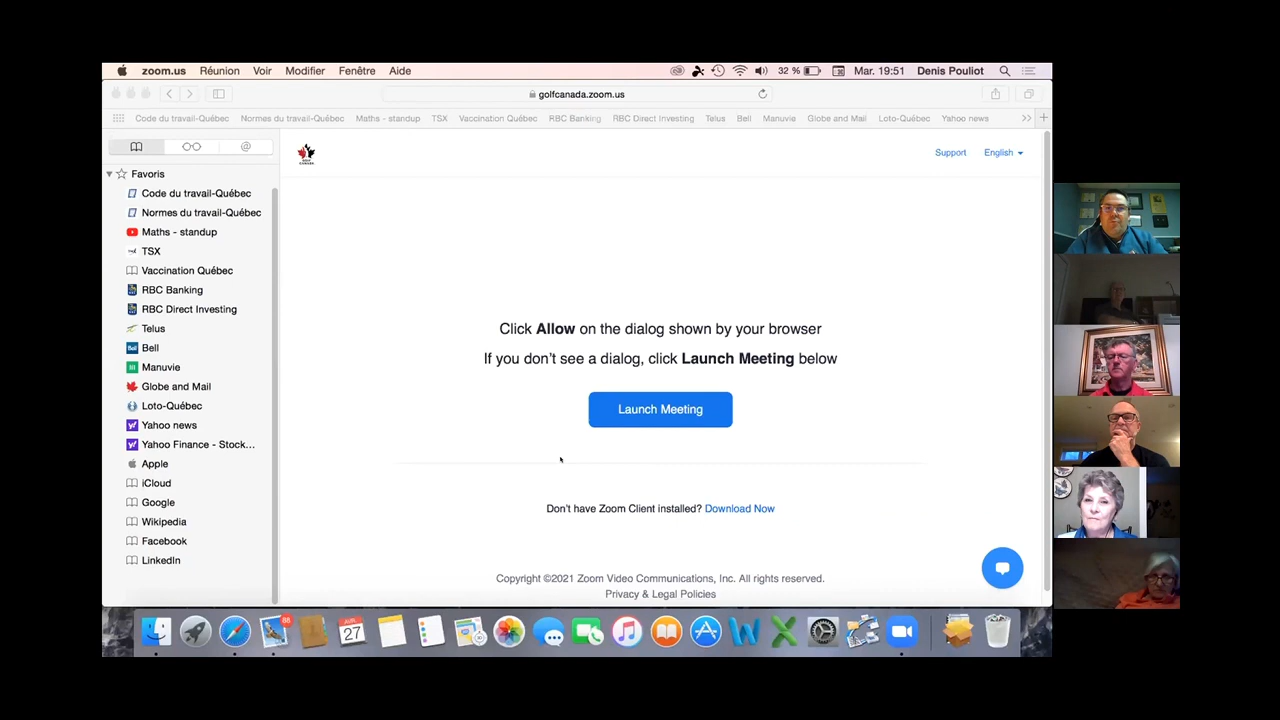 zoom.us Réunion Voir Modifier Fenêtre Aide 32 % Mar. 19:51 Denis Pouliot
golfcanada.zoom.us
Code du travail-Québec Normes du travail-Québec Maths - standup TSX Vaccination Québec RBC Banking RBC Direct Investing Telus Bell Manuvie Globe and Mail Loto-Québec Yahoo news
@
GOLF CANADA
Support English
Favoris
Code du travail-Québec
Normes du travail-Québec
Maths - standup
TSX
Vaccination Québec
RBC Banking
RBC Direct Investing
Telus
Bell
Manuvie
Globe and Mail
Loto-Québec
Yahoo news
Yahoo Finance - Stock…
Apple
iCloud
Google
Wikipedia
Facebook
LinkedIn
Click Allow on the dialog shown by your browser
If you don't see a dialog, click Launch Meeting below
Launch Meeting
Don't have Zoom Client installed? Download Now
Copyright ©2021 Zoom Video Communications, Inc. All rights reserved.
Privacy & Legal Policies
88
27